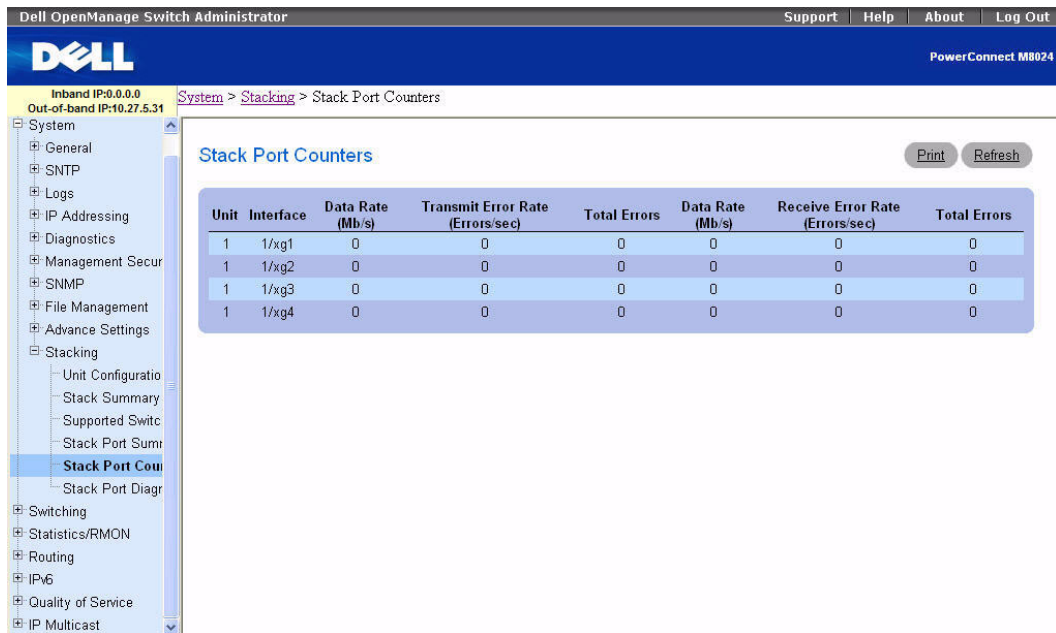 Dell OpenManage Switch Administrator Support Help About Log Out
DELL
PowerConnect M8024
Inband IP:0.0.0.0
Out-of-band IP:10.27.5.31
System > Stacking > Stack Port Counters
System
General
SNTP
Logs
IP Addressing
Diagnostics
Management Secur
SNMP
File Management
Advance Settings
Stacking
Unit Configuratio
Stack Summary
Supported Switc
Stack Port Sum
Stack Port Cou
Stack Port Diagr
Switching
Statistics/RMON
Routing
IPv6
Quality of Service
IP Multicast
Stack Port Counters
Print Refresh
Unit Interface Data Rate (Mb/s) Transmit Error Rate (Errors/sec) Total Errors Data Rate (Mb/s) Receive Error Rate (Errors/sec) Total Errors
1 1/xg1 0 0 0 0 0 0
1 1/xg2 0 0 0 0 0 0
1 1/xg3 0 0 0 0 0 0
1 1/xg4 0 0 0 0 0 0